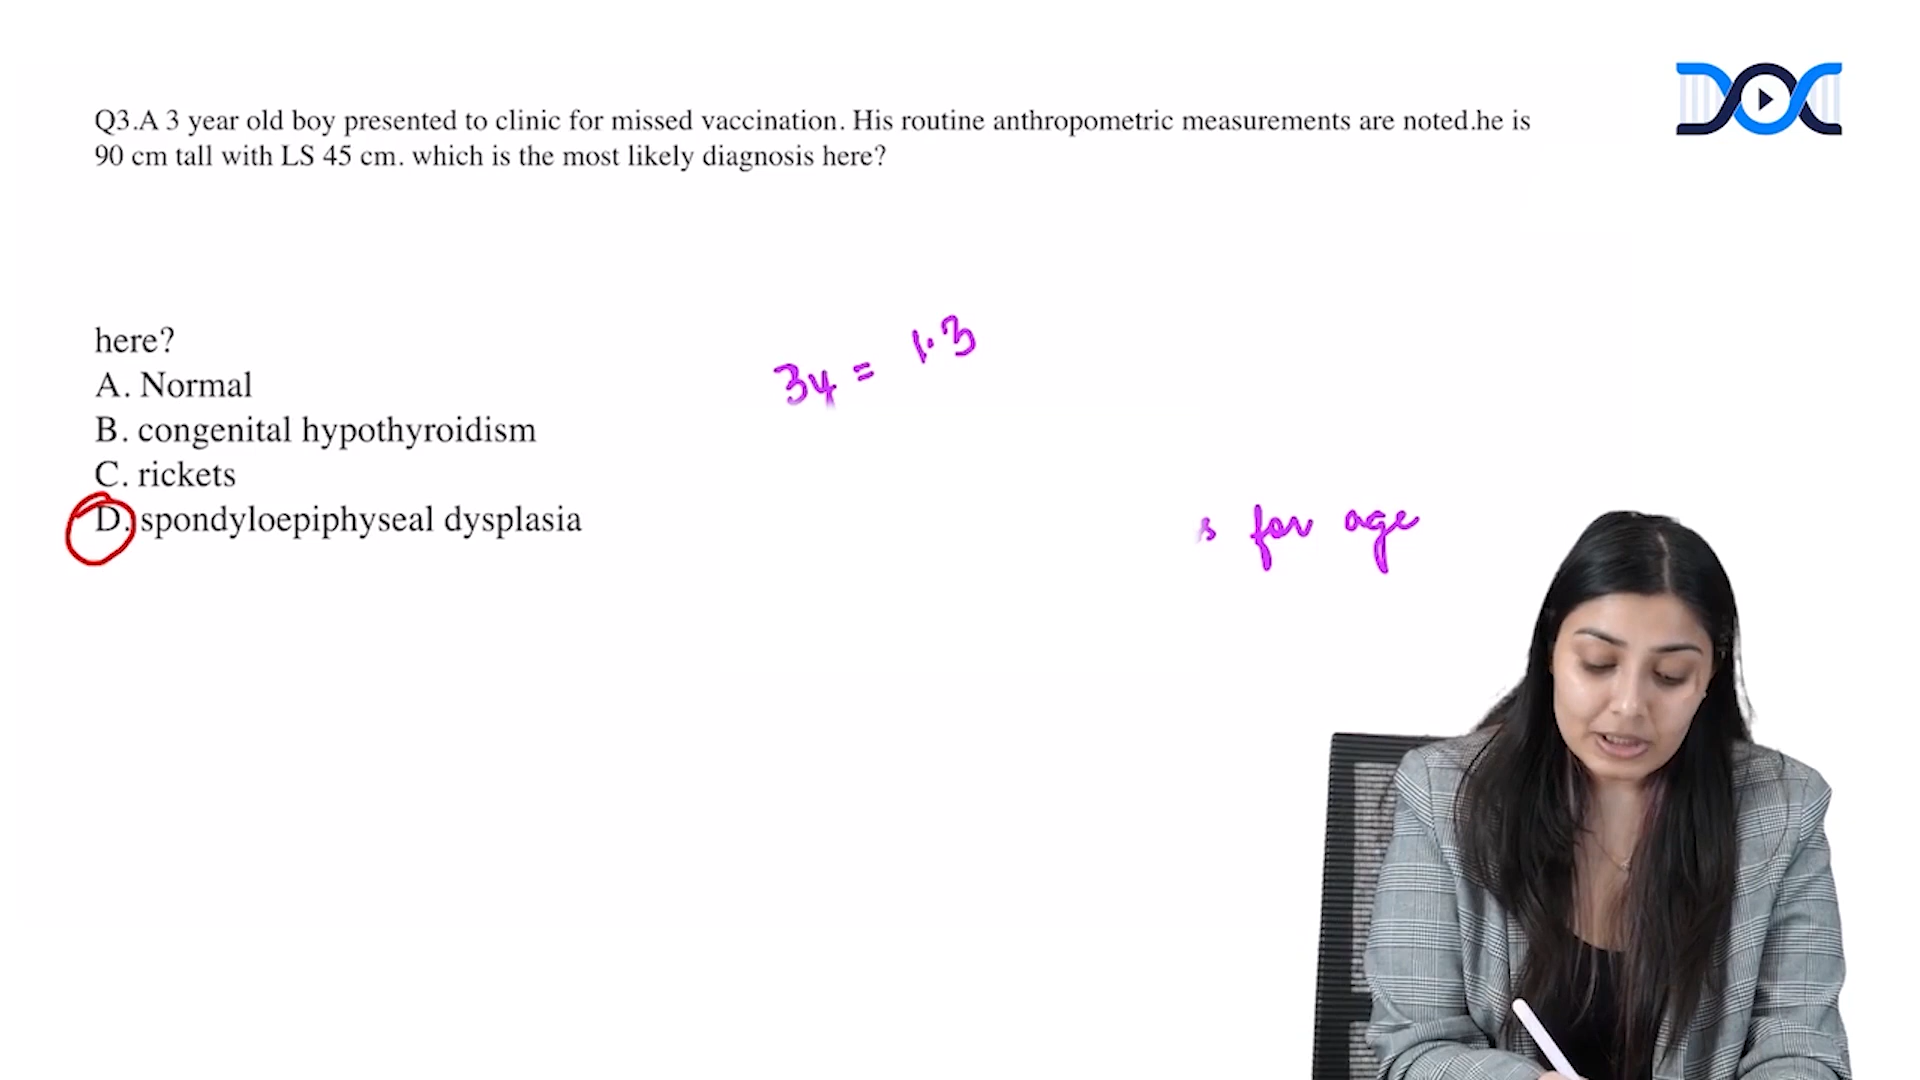 DOC
Q3.A 3 year old boy presented to clinic for missed vaccination. His routine anthropometric measurements are noted.he is
90 cm tall with LS 45 cm. which is the most likely diagnosis here?
here?
A. Normal
B. congenital hypothyroidism
C. rickets
D. spondyloepiphyseal dysplasia
3y = 1.3
s for age